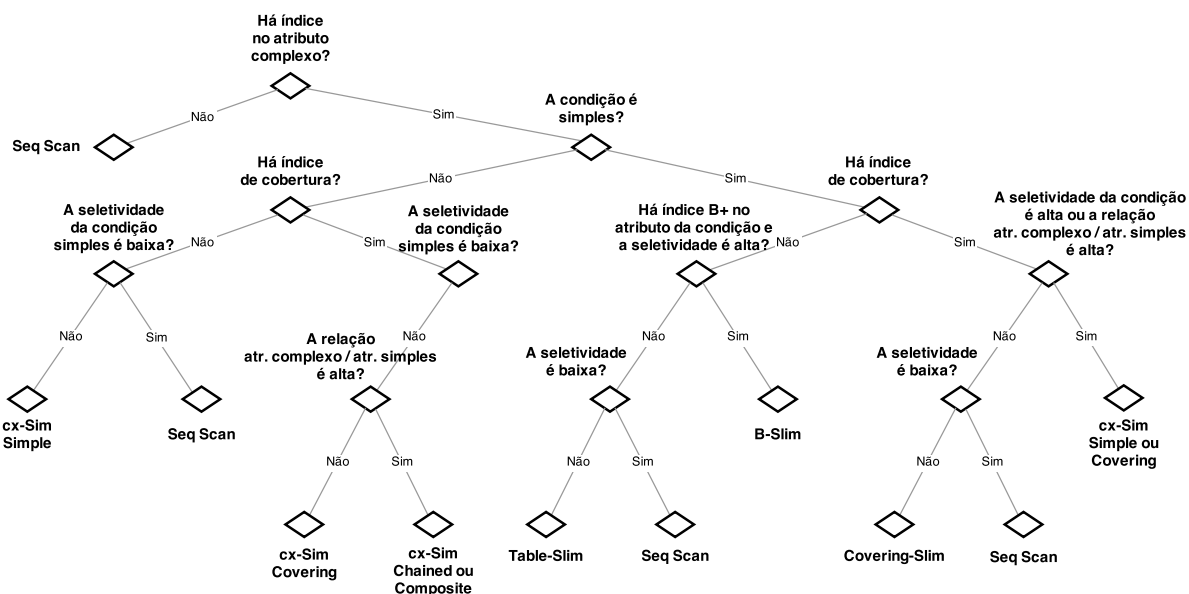 Há índice
no atributo
complexo?
Não
Sim
Seq Scan
A condição é
simples?
Não
Sim
Há índice
de cobertura?
Há índice
de cobertura?
Não
Sim
Não
Sim
A seletividade
da condição
simples é baixa?
A seletividade
da condição
simples é baixa?
Há índice B+ no
atributo da condição e
a seletividade é alta?
A seletividade da condição
é alta ou a relação
atr. complexo / atr. simples
é alta?
Não
Sim
Não
Não
Sim
Não
Sim
cx-Sim
Simple
Seq Scan
A relação
atr. complexo / atr. simples
é alta?
A seletividade
é baixa?
B-Slim
A seletividade
é baixa?
cx-Sim
Simple ou
Covering
Não
Sim
Não
Sim
Não
Sim
cx-Sim
Covering
cx-Sim
Chained ou
Composite
Table-Slim
Seq Scan
Covering-Slim
Seq Scan